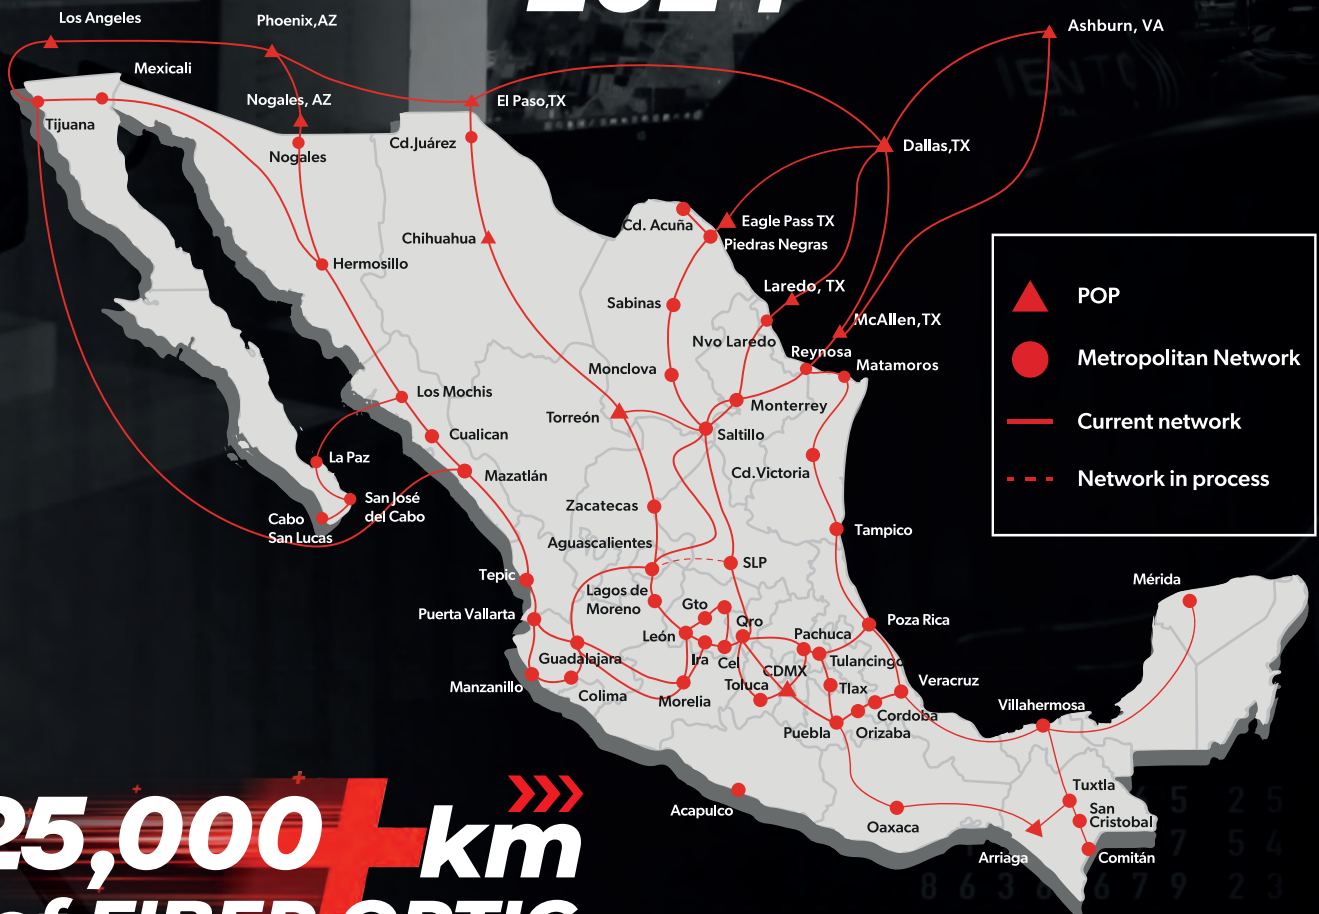 Los Angeles
Phoenix,AZ
Ashburn, VA
Mexicali
Nogales, AZ
El Paso,TX
Tijuana
Cd.Juárez
Dallas,TX
Nogales
Cd. Acuña
Eagle Pass TX
Piedras Negras
Chihuahua
Hermosillo
Laredo, TX
Sabinas
McAllen,TX
Nvo Laredo
Reynosa
Matamoros
Monclova
POP
Metropolitan Network
Current network
Network in process
Los Mochis
Monterrey
Torreón
Cualican
Saltillo
La Paz
Mazatlán
Cd.Victoria
San José
del Cabo
Cabo
San Lucas
Zacatecas
Tampico
Aguascalientes
SLP
Tepic
Lagos de
Moreno
Mérida
Puerta Vallarta
Gto
Qro
Poza Rica
León
Pachuca
Guadalajara
Ira
Cel
CDMX
Tulancingo
Manzanillo
Colima
Toluca
Tlax
Veracruz
Morelia
Cordoba
Villahermosa
Puebla
Orizaba
Tuxtla
San
Cristobal
Acapulco
Oaxaca
Arriaga
Comitán
25,000+km
of FIBER OPTIC